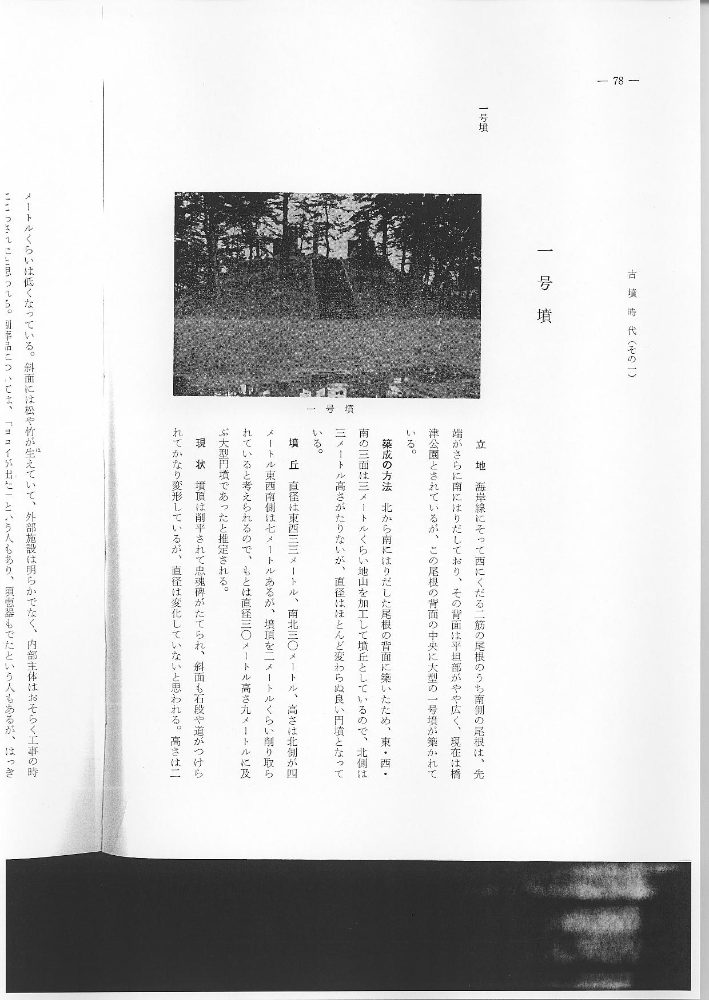 — 78 —
古墳時代（その一）
一号墳
一号墳
一号墳
立地　海岸線にそって西にくだる二筋の尾根のうち南側の尾根は、先
端がさらに南にはりだしており、その背面は平坦部がやや広く、現在は橋
津公園とされているが、この尾根の背面の中央に大型の一号墳が築かれて
いる。
築成の方法　北から南にはりだした尾根の背面に築いたため、東・西・
南の三面は三メートルくらい地山を加工して墳丘としているので、北側は
三メートル高さがたりないが、直径はほとんど変わらぬ良い円墳となって
いる。
墳丘　直径は東西三三メートル、南北三〇メートル、高さは北側が四
メートル東西南側は七メートルあるが、墳頂を二メートルくらい削り取ら
れていると考えられるので、もとは直径三〇メートル高さ九メートルに及
ぶ大型円墳であったと推定される。
現状　墳頂は削平されて忠魂碑がたてられ、斜面も石段や道がつけら
れてかなり変形しているが、直径は変化していないと思われる。高さは二
メートルくらいは低くなっている。斜面には松や竹が生えていて、外部施設は明らかでなく、内部主体はおそらく工事の時
は
こわされたと思われる。副葬品については、「ヨロイが出た」という人もあり、須恵器もでたという人もあるが、はっき